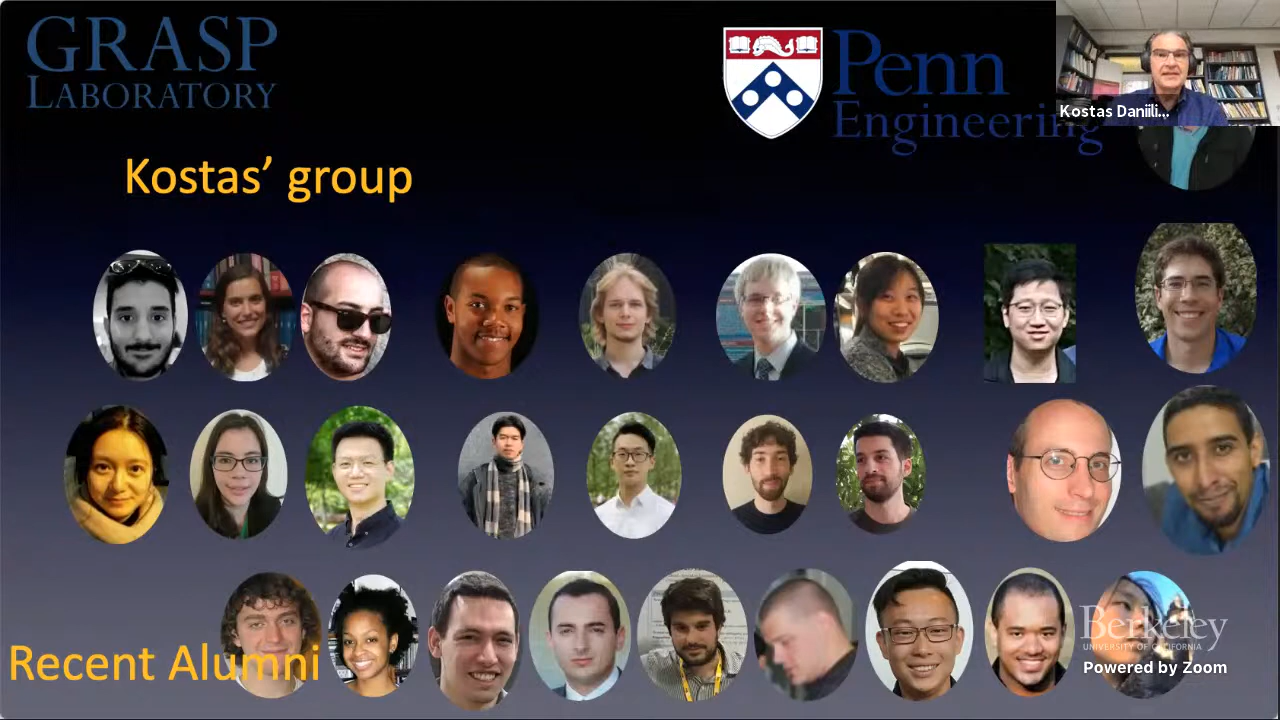 GRASP
LABORATORY
Penn
Engineering
Kostas Daniili...
Kostas’ group
Recent Alumni
Berkeley
UNIVERSITY OF CALIFORNIA
Powered by Zoom